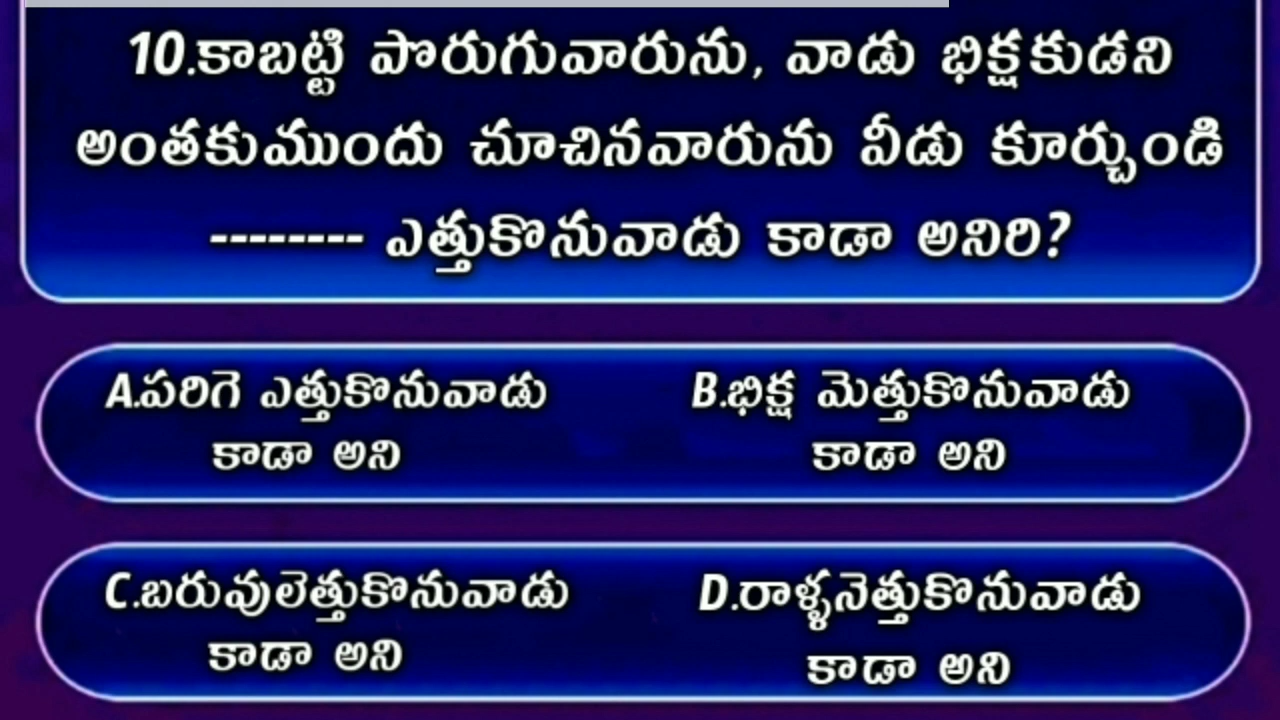 10.కాబట్టి పొరుగువారును, వాడు భిక్షకుడని
అంతకుముందు చూచినవారును వీడు కూర్చుండి
-------- ఎత్తుకొనువాడు కాడా అనిరి?
A.పరిగె ఎత్తుకొనువాడు
కాడా అని
B.భిక్ష మెత్తుకొనువాడు
కాడా అని
C.బరువులెత్తుకొనువాడు
కాడా అని
D.రాళ్ళనెత్తుకొనువాడు
కాడా అని